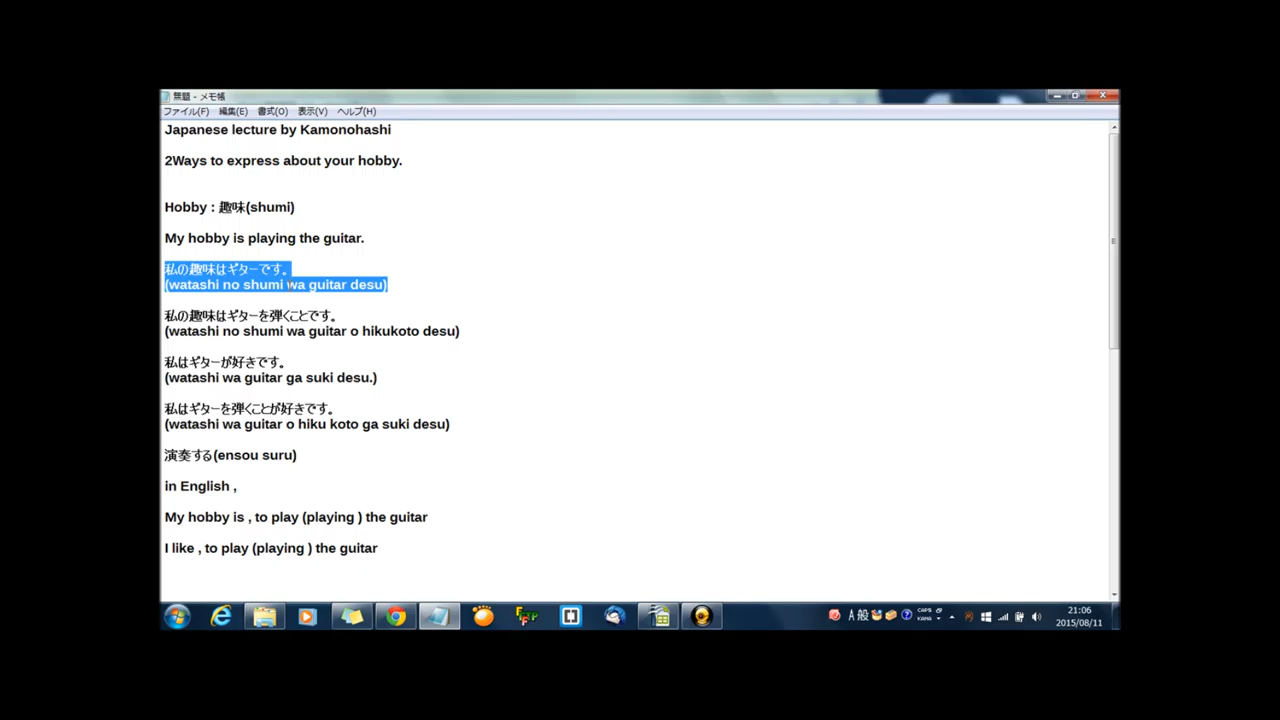 無題 - メモ帳
ファイル(F) 編集(E) 書式(O) 表示(V) ヘルプ(H)
Japanese lecture by Kamonohashi
2Ways to express about your hobby.
Hobby : 趣味(shumi)
My hobby is playing the guitar.
私の趣味はギターです。
(watashi no shumi wa guitar desu)
私の趣味はギターを弾くことです。
(watashi no shumi wa guitar o hikukoto desu)
私はギターが好きです。
(watashi wa guitar ga suki desu.)
私はギターを弾くことが好きです。
(watashi wa guitar o hiku koto ga suki desu)
演奏する(ensou suru)
in English ,
My hobby is , to play (playing ) the guitar
I like , to play (playing ) the guitar
A 般 CAPS
KANA
21:06
2015/08/11